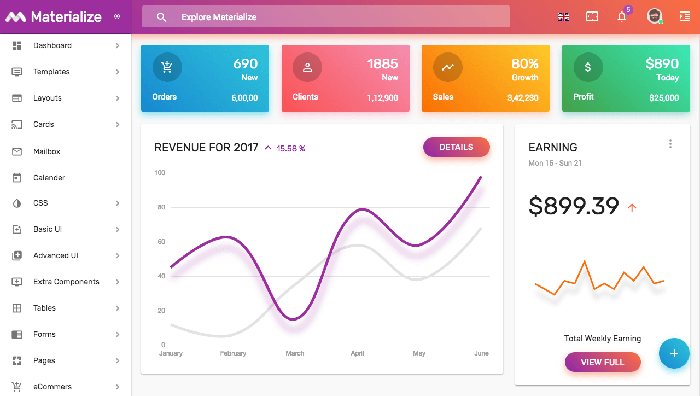 Materialize
Explore Materialize
5
Dashboard
Templates
Layouts
Cards
Mailbox
Calender
CSS
Basic UI
Advanced UI
Extra Components
Tables
Forms
Pages
eCommers
690
New
Orders
6,00,00
1885
New
Clients
1,12,900
80%
Growth
Sales
3,42,230
$890
Today
Profit
$25,000
REVENUE FOR 2017
15.58 %
DETAILS
100
80
60
40
20
0
January
February
March
April
May
June
EARNING
Mon 15 - Sun 21
$899.39
Total Weekly Earning
VIEW FULL